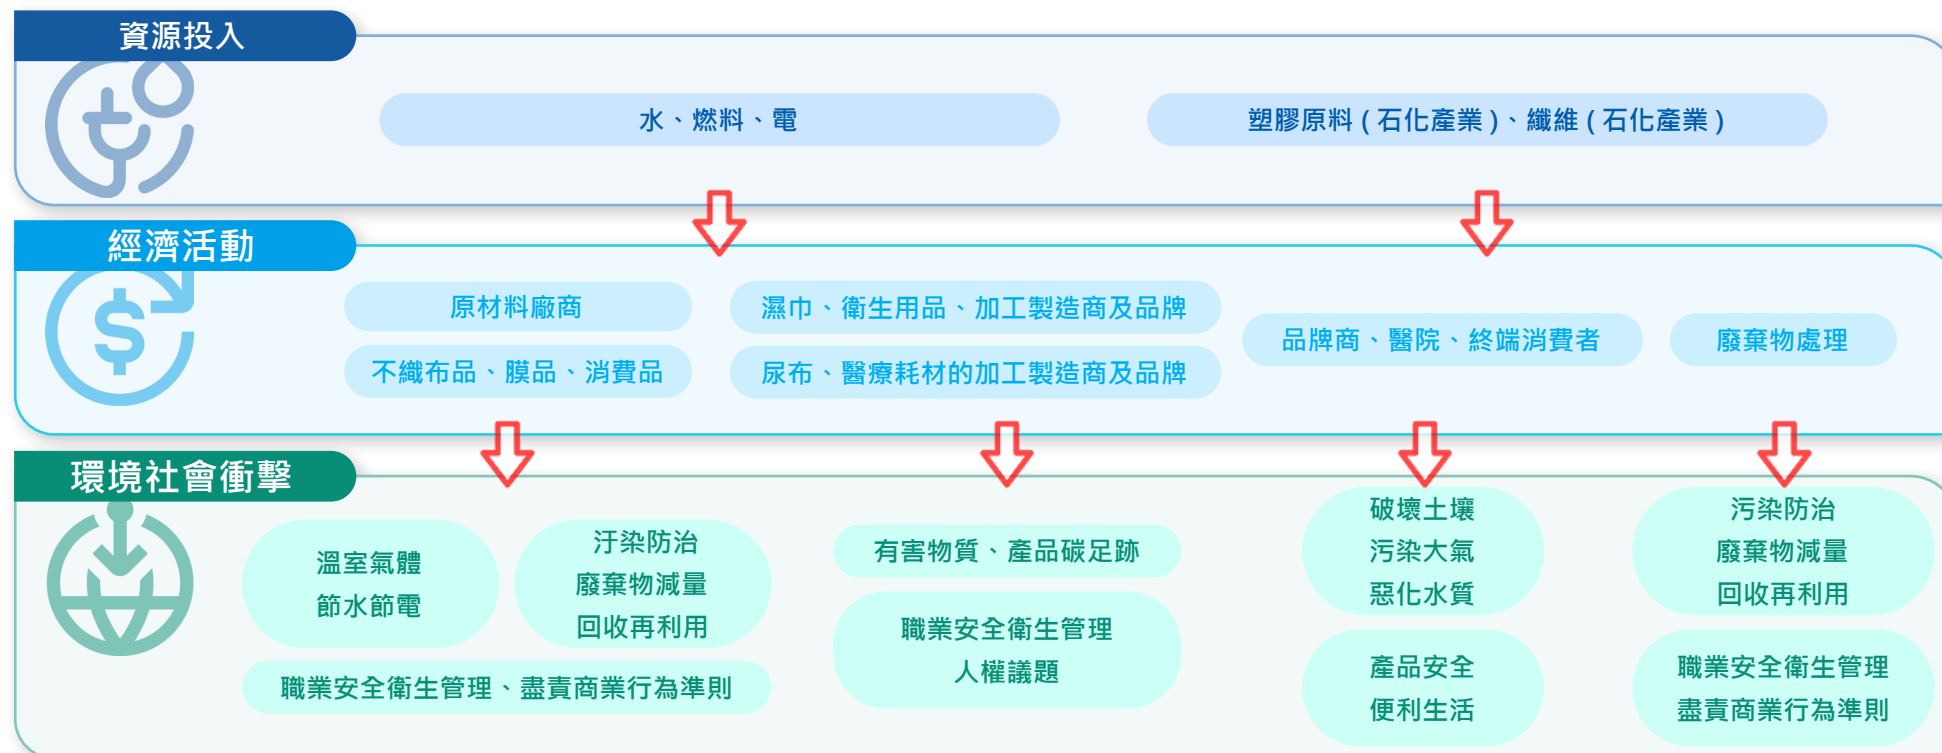 資源投入
水、燃料、電
塑膠原料 ( 石化產業 )、纖維 ( 石化產業 )
經濟活動
原材料廠商
不織布品、膜品、消費品
濕巾、衛生用品、加工製造商及品牌
尿布、醫療耗材的加工製造商及品牌
品牌商、醫院、終端消費者
廢棄物處理
環境社會衝擊
溫室氣體
節水節電
汙染防治
廢棄物減量
回收再利用
職業安全衛生管理、盡責商業行為準則
有害物質、產品碳足跡
職業安全衛生管理
人權議題
破壞土壤
污染大氣
惡化水質
產品安全
便利生活
污染防治
廢棄物減量
回收再利用
職業安全衛生管理
盡責商業行為準則